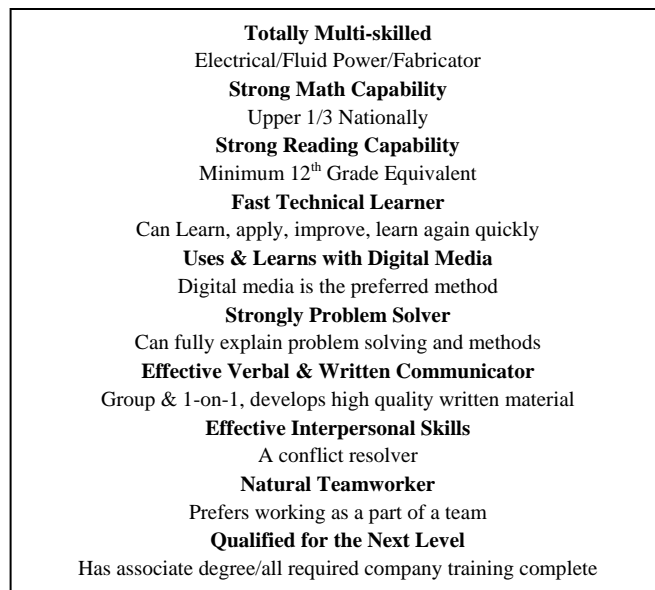 Totally Multi-skilled
Electrical/Fluid Power/Fabricator
Strong Math Capability
Upper 1/3 Nationally
Strong Reading Capability
Minimum 12th Grade Equivalent
Fast Technical Learner
Can Learn, apply, improve, learn again quickly
Uses & Learns with Digital Media
Digital media is the preferred method
Strongly Problem Solver
Can fully explain problem solving and methods
Effective Verbal & Written Communicator
Group & 1-on-1, develops high quality written material
Effective Interpersonal Skills
A conflict resolver
Natural Teamworker
Prefers working as a part of a team
Qualified for the Next Level
Has associate degree/all required company training complete